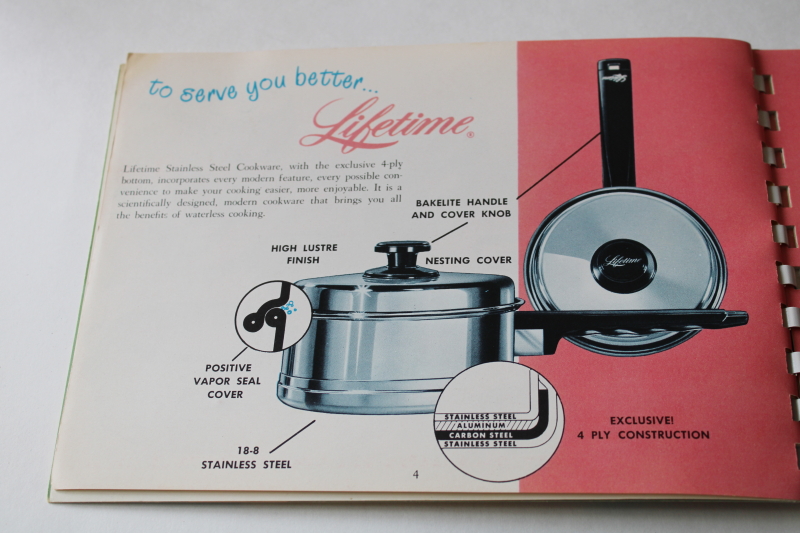 to serve you better...
Lifetime®
Lifetime Stainless Steel Cookware, with the exclusive 4-ply
bottom, incorporates every modern feature, every possible con-
venience to make your cooking easier, more enjoyable. It is a
scientifically designed, modern cookware that brings you all
the benefits of waterless cooking.
Lifetime
BAKELITE HANDLE
AND COVER KNOB
HIGH LUSTRE
FINISH
NESTING COVER
Lifetime
POSITIVE
VAPOR SEAL
COVER
STAINLESS STEEL
ALUMINUM
CARBON STEEL
STAINLESS STEEL
EXCLUSIVE!
4 PLY CONSTRUCTION
18-8
STAINLESS STEEL
4